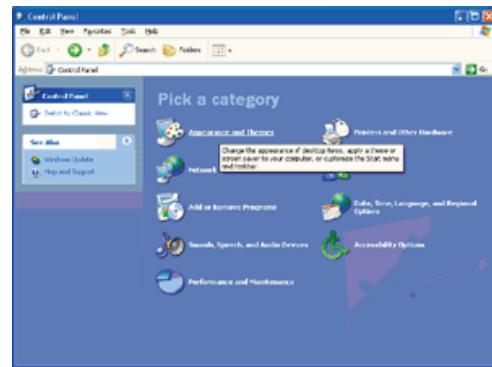 Control Panel
File Edit View Favorites Tools Help
Back Search Folders
Address Control Panel Go
Control Panel
Switch to Classic View
See Also
Windows Update
Help and Support
Pick a category
Appearance and Themes
Printers and Other Hardware
Change the appearance of desktop items, apply a theme or
screen saver to your computer, or customize the Start menu
and taskbar.
Network
Add or Remove Programs
Date, Time, Language, and Regional
Options
Sounds, Speech, and Audio Devices
Accessibility Options
Performance and Maintenance